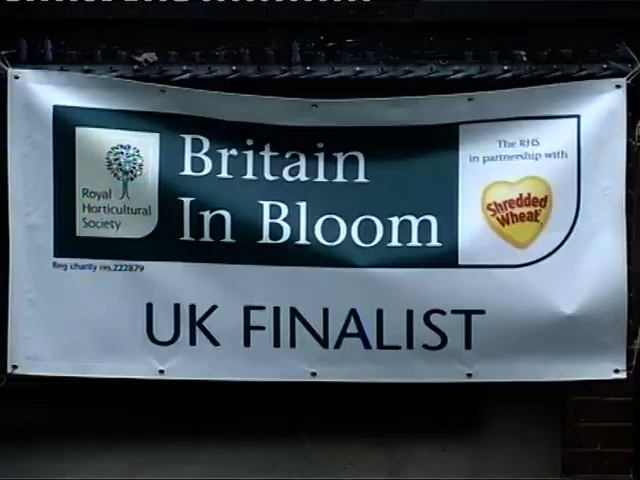 Britain
In Bloom
Royal
Horticultural
Society
The RHS
in partnership with
Shredded
Wheat
Reg charity no.222879
UK FINALIST